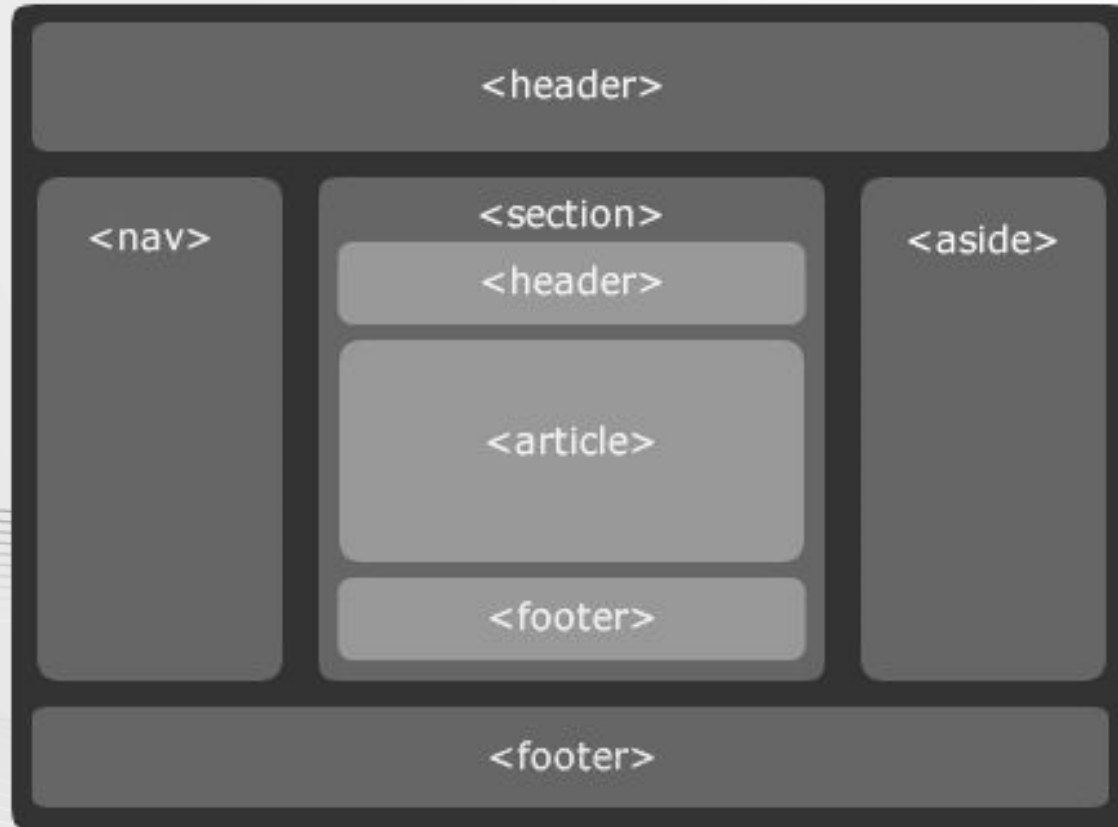 <header>
<nav>
<section>
<header>
<article>
<footer>
<aside>
<footer>